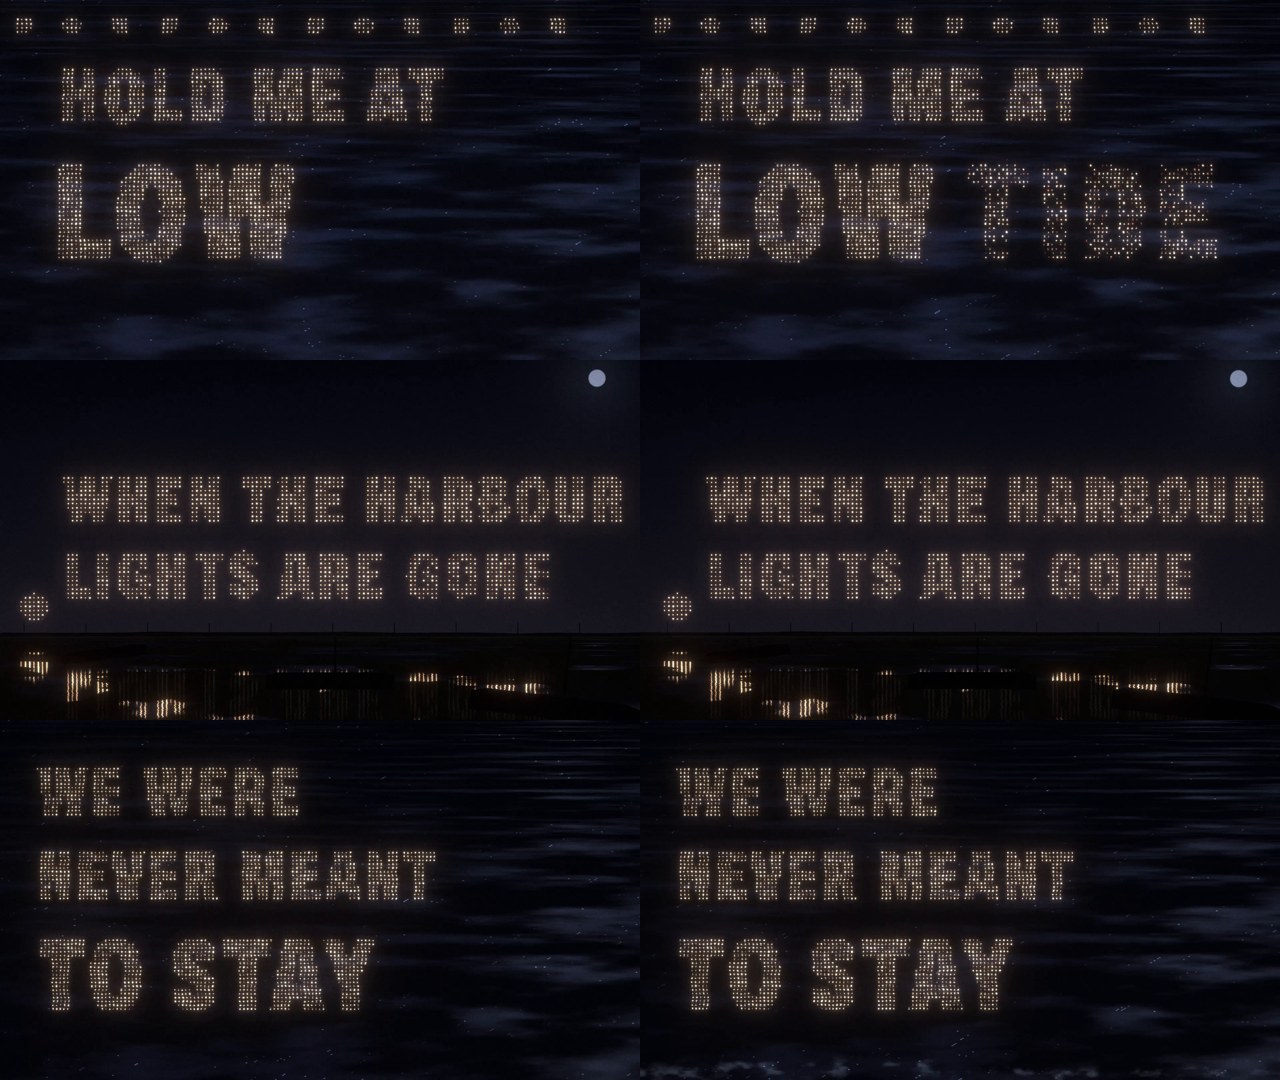 HOLD ME AT
LOW
HOLD ME AT
LOW TIDE
WHEN THE HARBOUR
LIGHTS ARE GONE
WHEN THE HARBOUR
LIGHTS ARE GONE
WE WERE
NEVER MEANT
TO STAY
WE WERE
NEVER MEANT
TO STAY